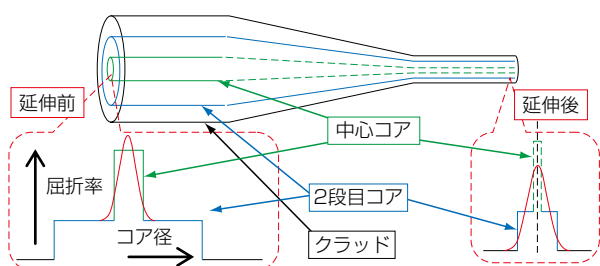 延伸前
中心コア
延伸後
屈折率
2段目コア
コア径
クラッド